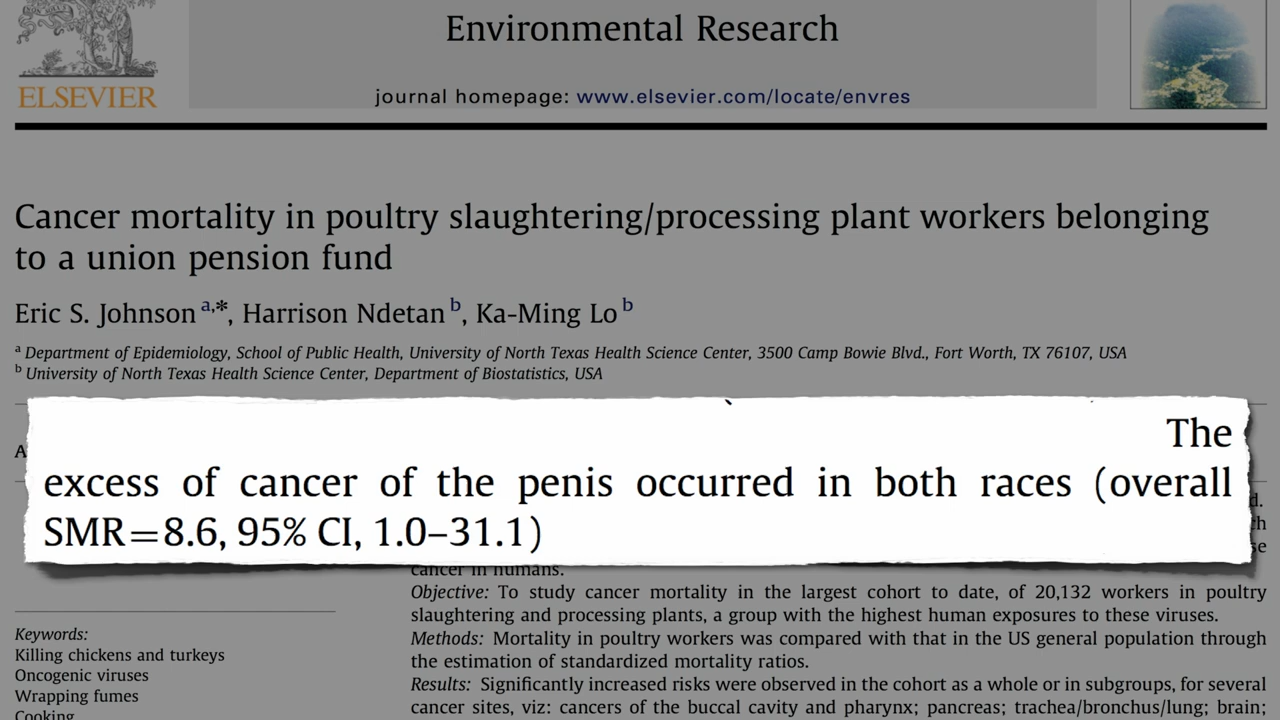 Environmental Research
ELSEVIER
journal homepage: www.elsevier.com/locate/envres
Cancer mortality in poultry slaughtering/processing plant workers belonging
to a union pension fund
Eric S. Johnson a,*, Harrison Ndetan b, Ka-Ming Lo b
a Department of Epidemiology, School of Public Health, University of North Texas Health Science Center, 3500 Camp Bowie Blvd., Fort Worth, TX 76107, USA
b University of North Texas Health Science Center, Department of Biostatistics, USA
The
excess of cancer of the penis occurred in both races (overall
SMR=8.6, 95% CI, 1.0–31.1)
cancer in humans.
Objective: To study cancer mortality in the largest cohort to date, of 20,132 workers in poultry
slaughtering and processing plants, a group with the highest human exposures to these viruses.
Methods: Mortality in poultry workers was compared with that in the US general population through
the estimation of standardized mortality ratios.
Results: Significantly increased risks were observed in the cohort as a whole or in subgroups, for several
cancer sites, viz: cancers of the buccal cavity and pharynx; pancreas; trachea/bronchus/lung; brain;
Keywords:
Killing chickens and turkeys
Oncogenic viruses
Wrapping fumes
Cooking